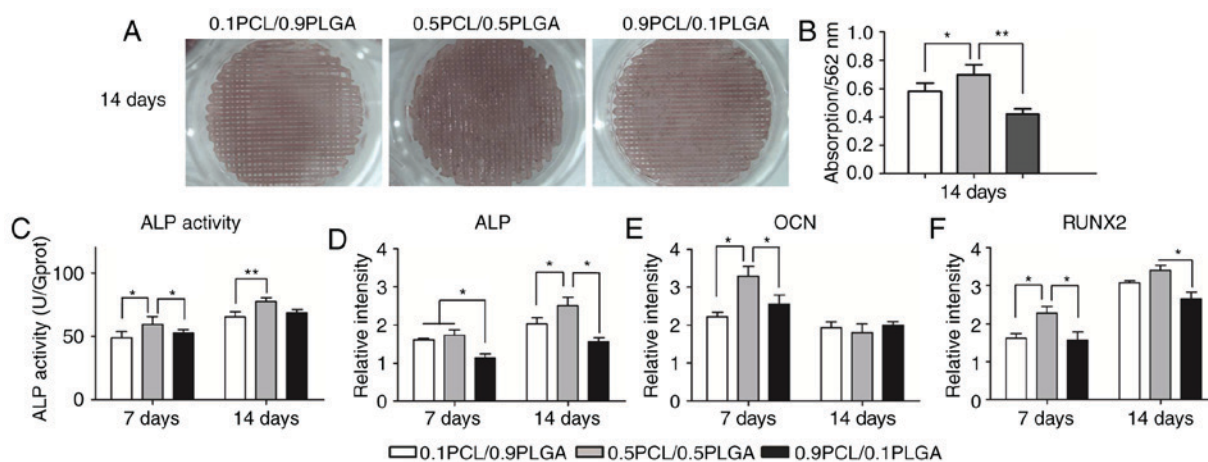 A
0.1PCL/0.9PLGA
0.5PCL/0.5PLGA
0.9PCL/0.1PLGA
14 days
B
Absorption/562 nm
1.0
0.8
0.6
0.4
0.2
0.0
*
**
14 days
C
ALP activity
ALP activity (U/Gprot)
100
50
0
*
*
**
7 days
14 days
D
ALP
Relative intensity
4
3
2
1
0
*
*
*
7 days
14 days
E
OCN
Relative intensity
4
3
2
1
0
*
*
7 days
14 days
F
RUNX2
Relative intensity
4
3
2
1
0
*
*
*
7 days
14 days
0.1PCL/0.9PLGA
0.5PCL/0.5PLGA
0.9PCL/0.1PLGA